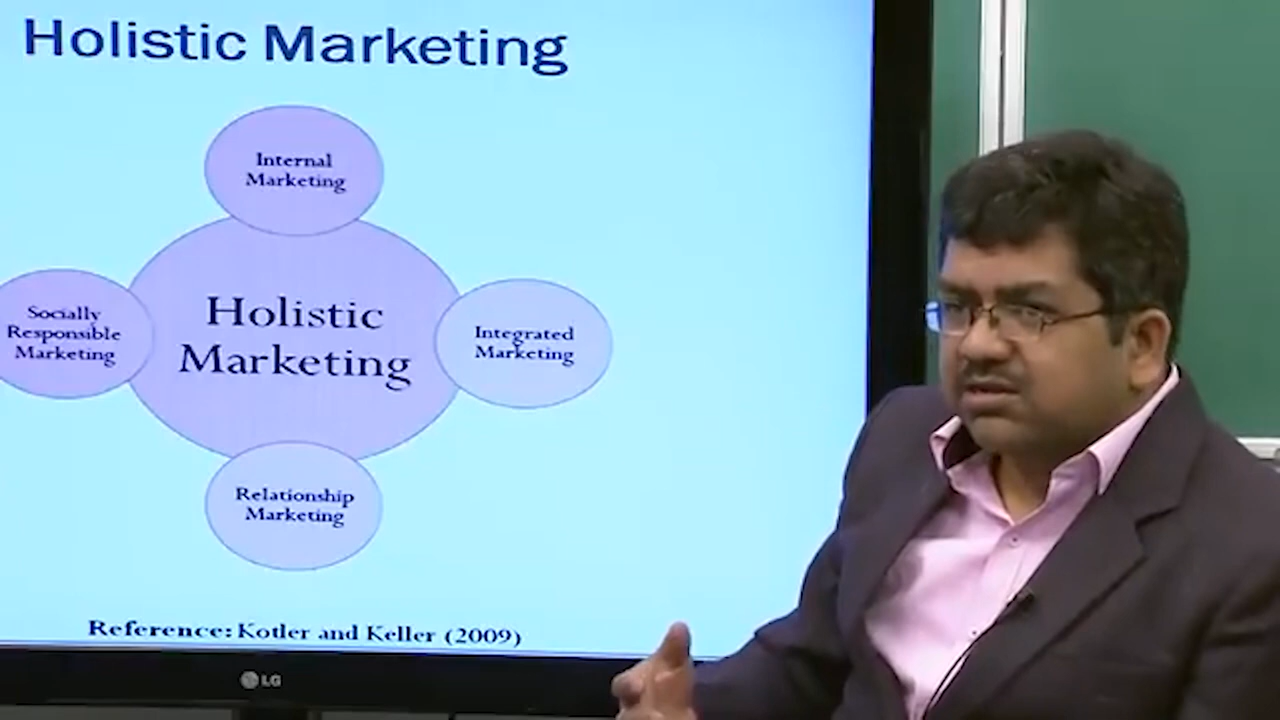 Holistic Marketing
Internal
Marketing
Socially
Responsible
Marketing
Holistic
Marketing
Integrated
Marketing
Relationship
Marketing
Reference: Kotler and Keller (2009)
LG